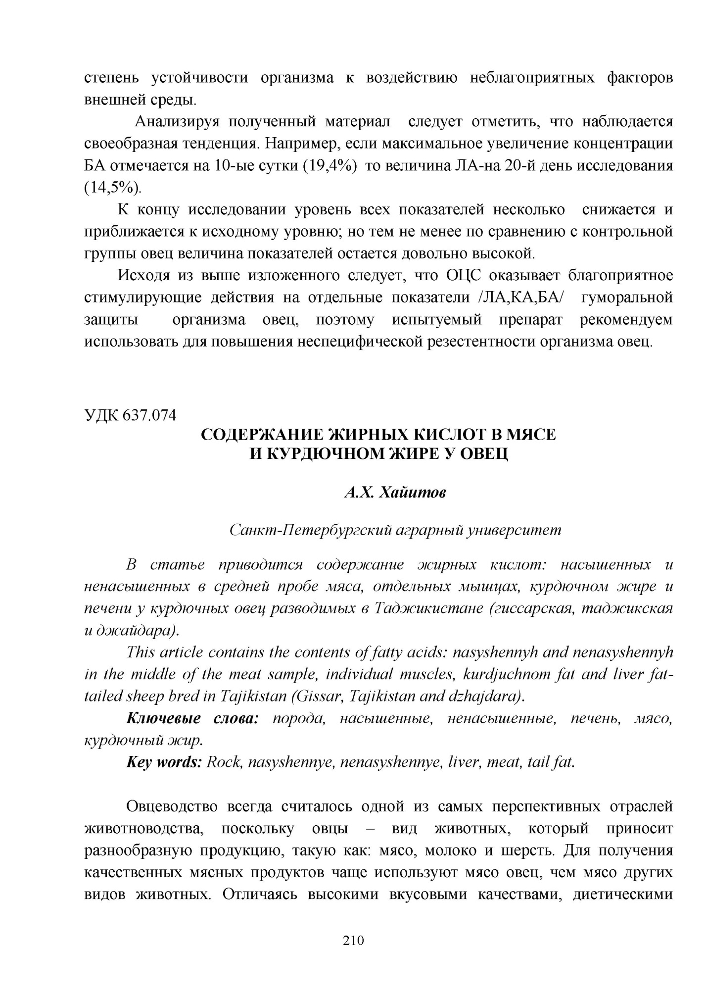 степень устойчивости организма к воздействию неблагоприятных факторов
внешней среды.
Анализируя полученный материал следует отметить, что наблюдается
своеобразная тенденция. Например, если максимальное увеличение концентрации
БА отмечается на 10-ые сутки (19,4%) то величина ЛА-на 20-й день исследования
(14,5%).
К концу исследовании уровень всех показателей несколько снижается и
приближается к исходному уровню; но тем не менее по сравнению с контрольной
группы овец величина показателей остается довольно высокой.
Исходя из выше изложенного следует, что ОЦС оказывает благоприятное
стимулирующие действия на отдельные показатели /ЛА,КА,БА/ гуморальной
защиты организма овец, поэтому испытуемый препарат рекомендуем
использовать для повышения неспецифической резестентности организма овец.
УДК 637.074
СОДЕРЖАНИЕ ЖИРНЫХ КИСЛОТ В МЯСЕ
И КУРДЮЧНОМ ЖИРЕ У ОВЕЦ
А.Х. Хайитов
Санкт-Петербургский аграрный университет
В статье приводится содержание жирных кислот: насышенных и
ненасышенных в средней пробе мяса, отдельных мышцах, курдючном жире и
печени у курдючных овец разводимых в Таджикистане (гиссарская, таджикская
и джайдара).
This article contains the contents of fatty acids: nasyshennyh and nenasyshennyh
in the middle of the meat sample, individual muscles, kurdjuchnom fat and liver fat-
tailed sheep bred in Tajikistan (Gissar, Tajikistan and dzhajdara).
Ключевые слова: порода, насышенные, ненасышенные, печень, мясо,
курдючный жир.
Key words: Rock, nasyshennye, nenasyshennye, liver, meat, tail fat.
Овцеводство всегда считалось одной из самых перспективных отраслей
животноводства, поскольку овцы – вид животных, который приносит
разнообразную продукцию, такую как: мясо, молоко и шерсть. Для получения
качественных мясных продуктов чаще используют мясо овец, чем мясо других
видов животных. Отличаясь высокими вкусовыми качествами, диетическими
210